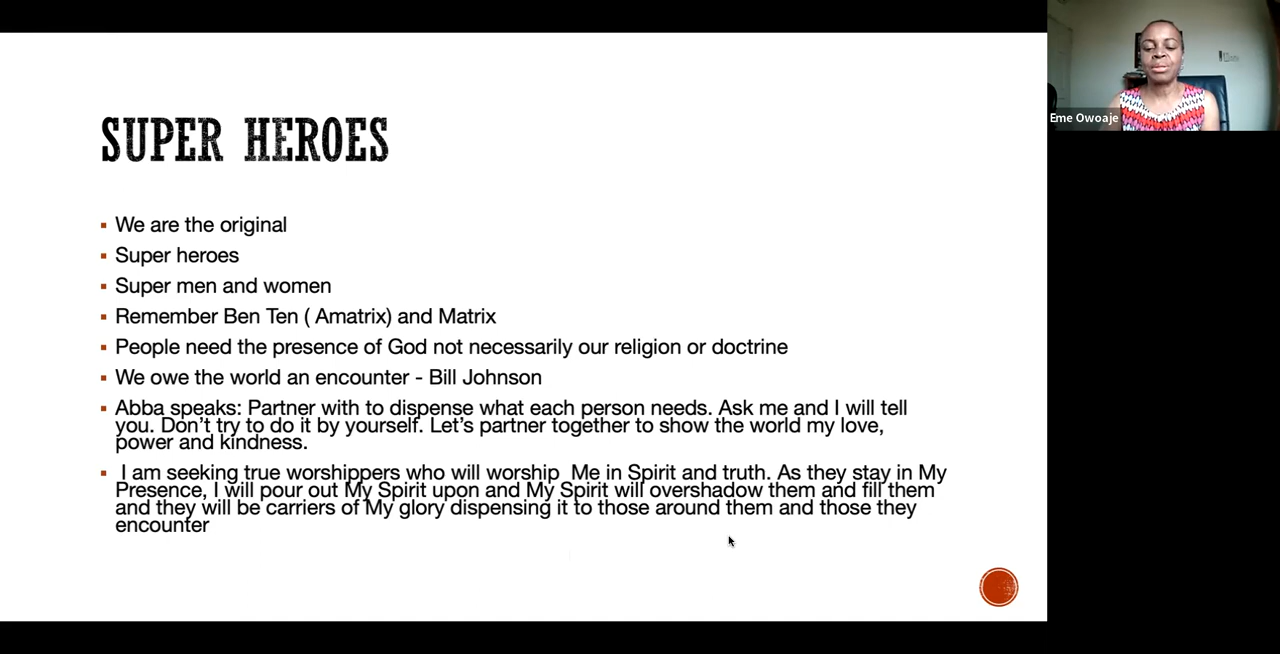 SUPER HEROES
We are the original
Super heroes
Super men and women
Remember Ben Ten ( Amatrix) and Matrix
People need the presence of God not necessarily our religion or doctrine
We owe the world an encounter - Bill Johnson
Abba speaks: Partner with to dispense what each person needs. Ask me and I will tell
you. Don’t try to do it by yourself. Let’s partner together to show the world my love,
power and kindness.
I am seeking true worshippers who will worship Me in Spirit and truth. As they stay in My
Presence, I will pour out My Spirit upon and My Spirit will overshadow them and fill them
and they will be carriers of My glory dispensing it to those around them and those they
encounter
Eme Owoaje